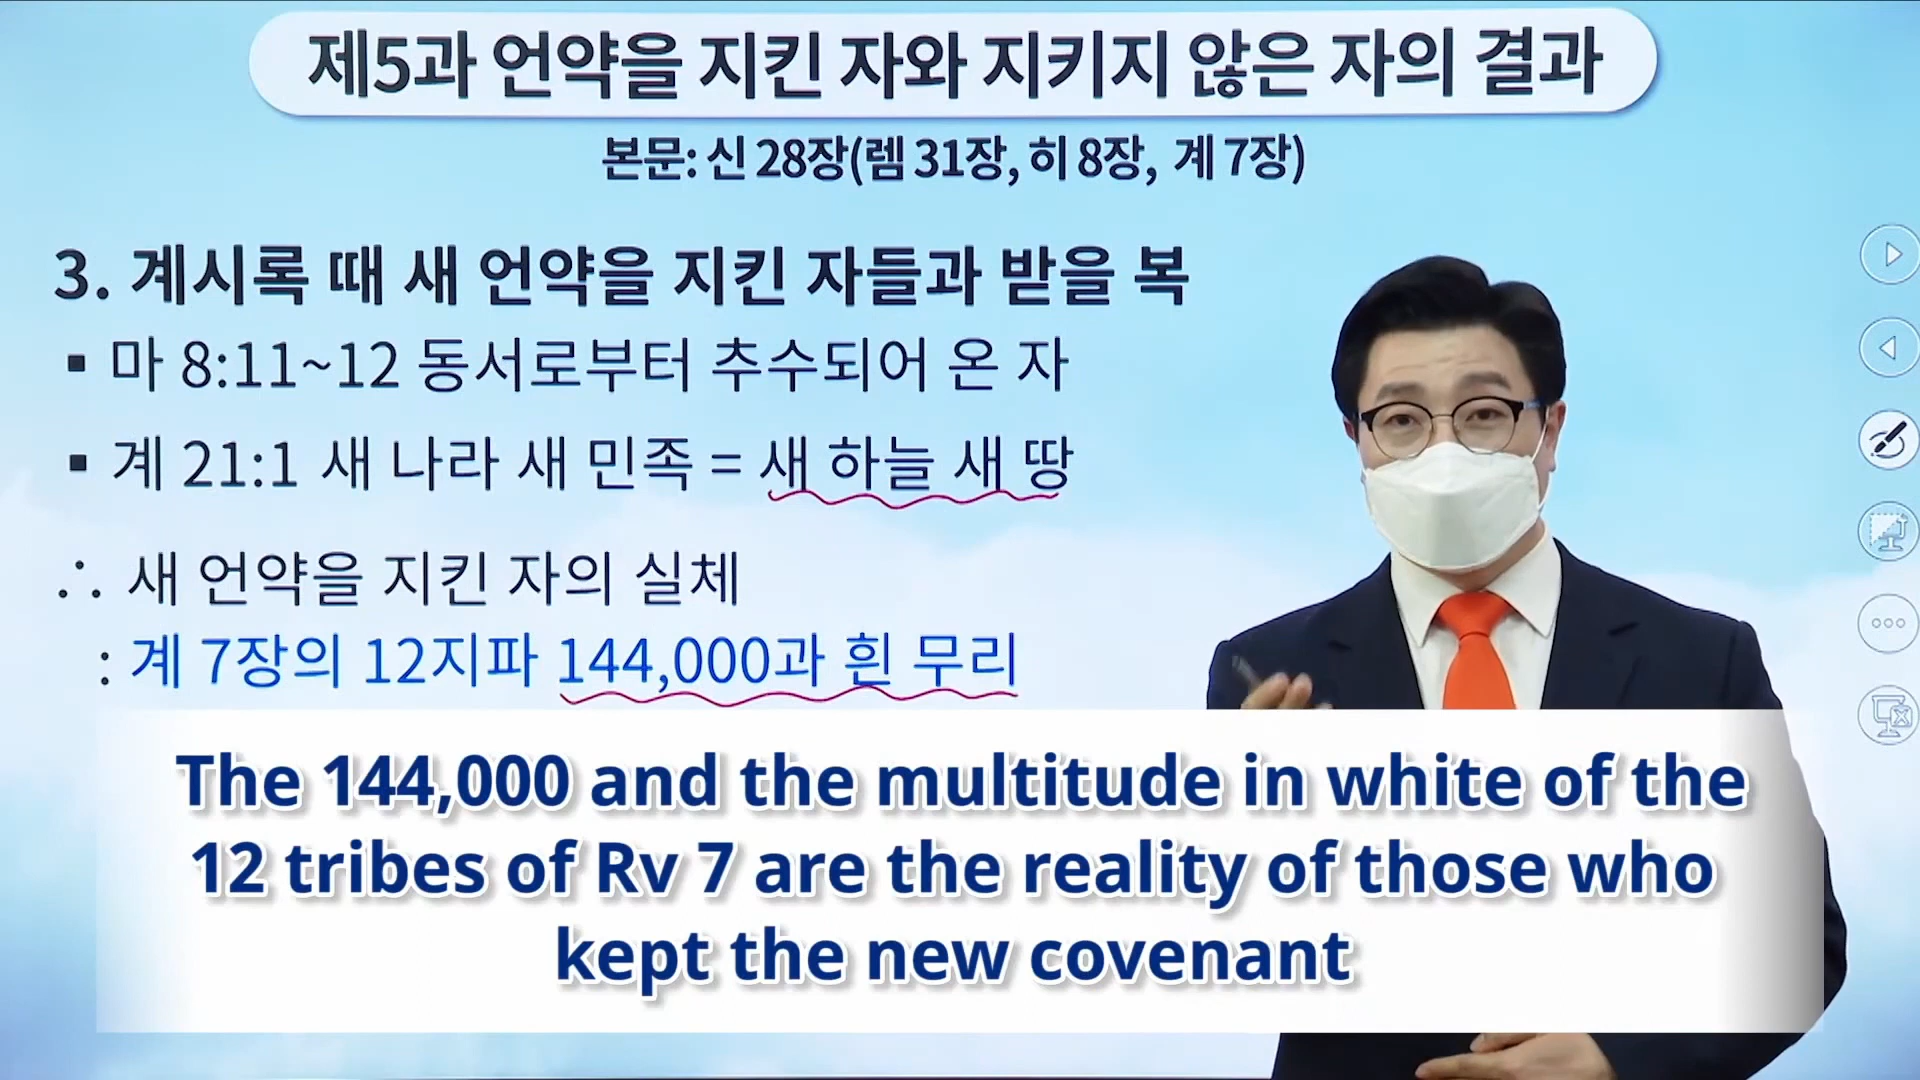 제5과 언약을 지킨 자와 지키지 않은 자의 결과
본문: 신 28장(렘 31장, 히 8장, 계 7장)
3. 계시록 때 새 언약을 지킨 자들과 받을 복
▪ 마 8:11~12 동서로부터 추수되어 온 자
▪ 계 21:1 새 나라 새 민족 = 새 하늘 새 땅
∴ 새 언약을 지킨 자의 실체
: 계 7장의 12지파 144,000과 흰 무리
The 144,000 and the multitude in white of the
12 tribes of Rv 7 are the reality of those who
kept the new covenant